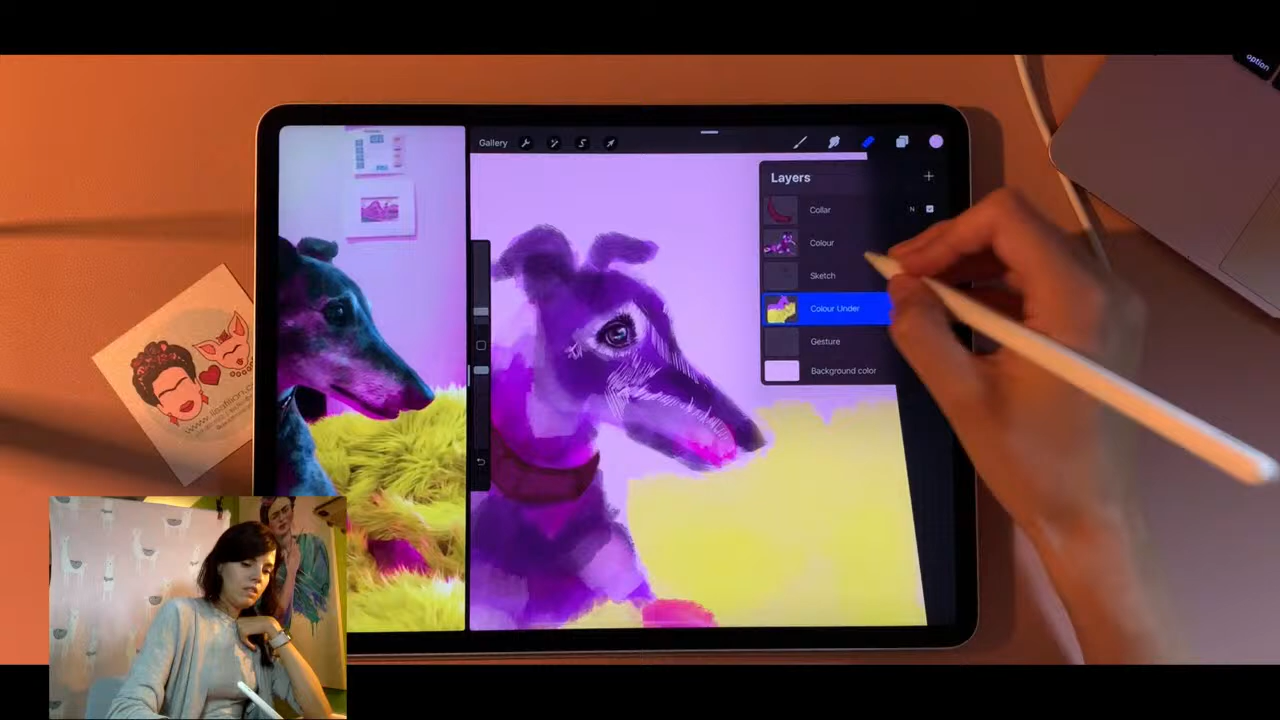 option
Gallery
Layers
Collar
N
Colour
Sketch
Colour Under
Gesture
Background color